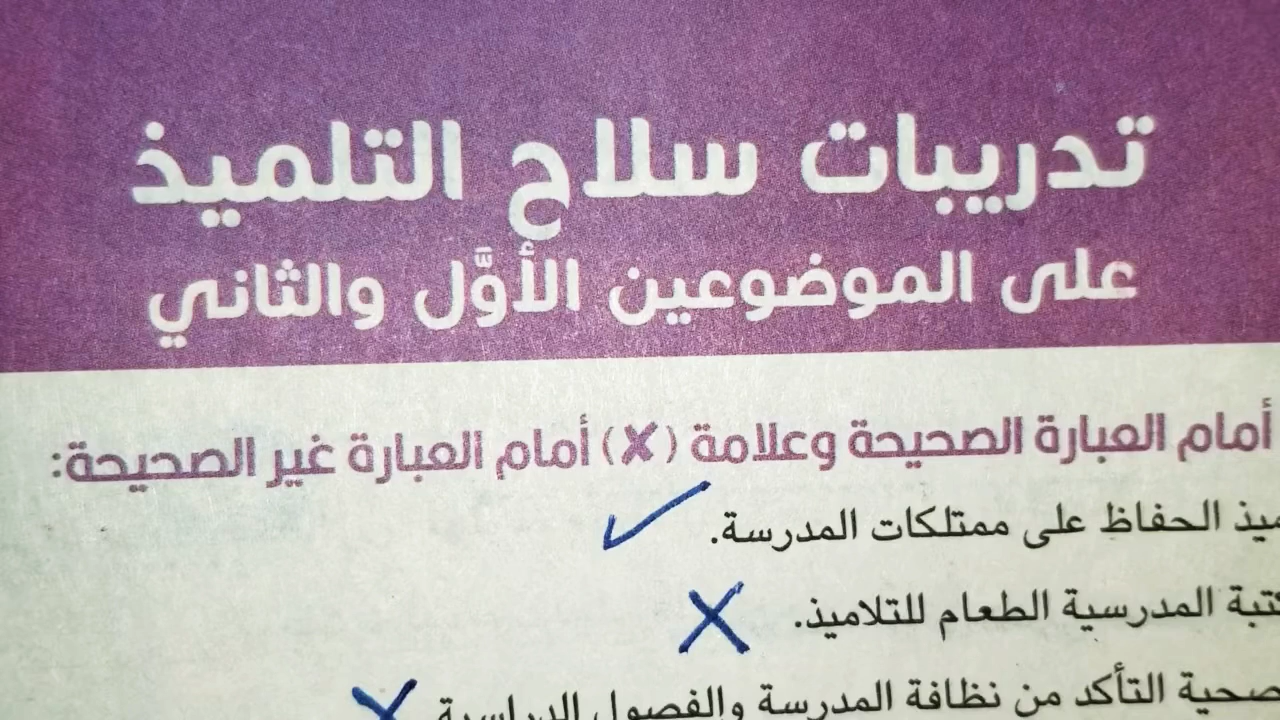 تدريبات سلاح التلميذ
على الموضوعين الأوَّل والثاني
أمام العبارة الصحيحة وعلامة (✗) أمام العبارة غير الصحيحة:
الحفاظ على ممتلكات المدرسة. ✓
المدرسية الطعام للتلاميذ. ✗
التأكد من نظافة المدرسة والفصول الدراسية ✗